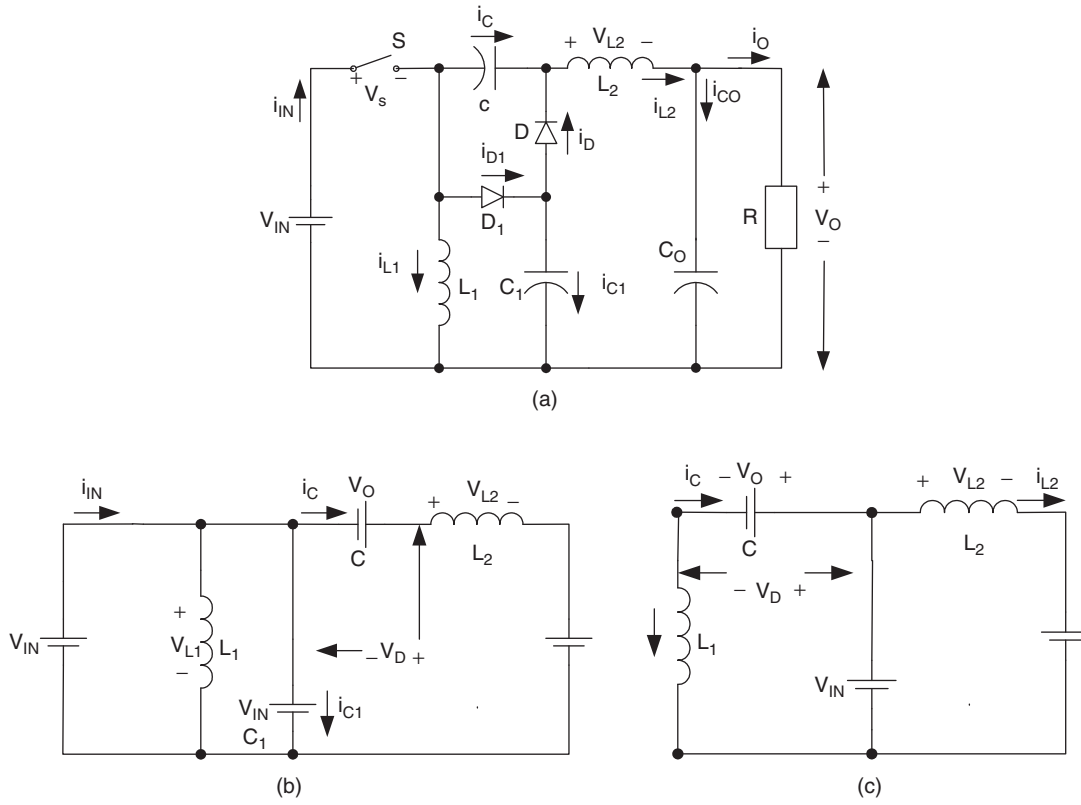 i_C
S
+ V_L2 −
i_O
+ V_s −
c
L_2
i_L2
i_CO
i_IN
D
i_D
i_D1
D_1
V_IN
R
+ V_O −
i_L1
L_1
C_1
i_C1
C_O
(a)
i_IN
i_C
V_O
V_L2
+ −
C
L_2
V_IN
+
V_L1
−
L_1
− V_D +
V_IN
C_1
i_C1
(b)
i_C
− V_O +
V_L2
+ −
i_L2
C
L_2
− V_D +
L_1
V_IN
(c)